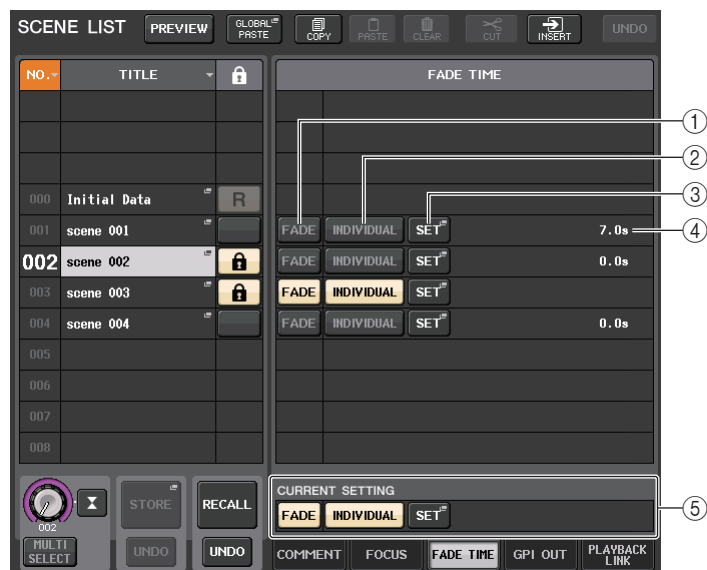 SCENE LIST PREVIEW GLOBAL PASTE COPY PASTE CLEAR CUT INSERT UNDO
NO. TITLE FADE TIME
000 Initial Data R
001 scene 001 FADE INDIVIDUAL SET 7.0s
002 scene 002 FADE INDIVIDUAL SET 0.0s
003 scene 003 FADE INDIVIDUAL SET
004 scene 004 FADE INDIVIDUAL SET 0.0s
005
006
007
008
①
②
③
④
⑤
CURRENT SETTING
FADE INDIVIDUAL SET
002 STORE RECALL
MULTI SELECT UNDO UNDO
COMMENT FOCUS FADE TIME GPI OUT PLAYBACK LINK